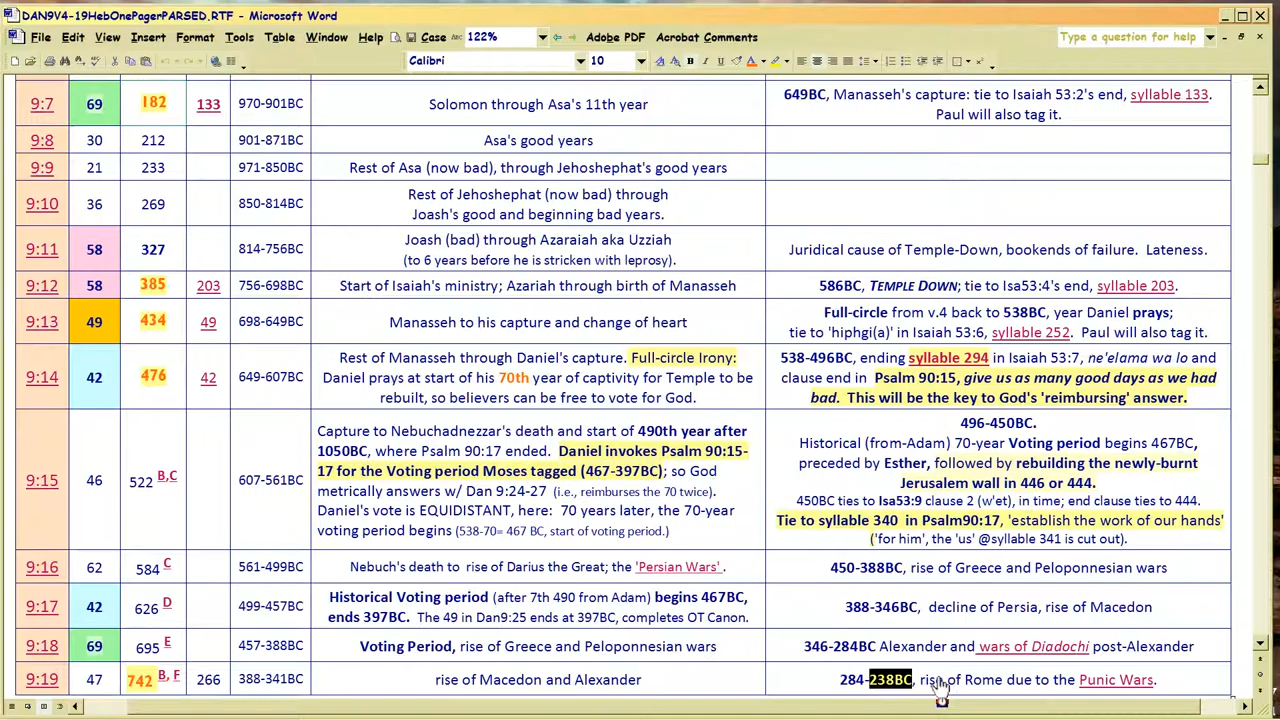 DAN9V4-19HebOnePagerPARSED.RTF - Microsoft Word
File Edit View Insert Format Tools Table Window Help Case 122% Adobe PDF Acrobat Comments Type a question for help
Calibri 10
9:7 69 182 133 970-901BC Solomon through Asa's 11th year 649BC, Manasseh's capture: tie to Isaiah 53:2's end, syllable 133.
Paul will also tag it.
9:8 30 212 901-871BC Asa's good years
9:9 21 233 971-850BC Rest of Asa (now bad), through Jehoshephat's good years
9:10 36 269 850-814BC Rest of Jehoshephat (now bad) through
Joash's good and beginning bad years.
9:11 58 327 814-756BC Joash (bad) through Azaraiah aka Uzziah
(to 6 years before he is stricken with leprosy).
Juridical cause of Temple-Down, bookends of failure. Lateness.
9:12 58 385 203 756-698BC Start of Isaiah's ministry; Azariah through birth of Manasseh 586BC, TEMPLE DOWN; tie to Isa53:4's end, syllable 203.
9:13 49 434 49 698-649BC Manasseh to his capture and change of heart
Full-circle from v.4 back to 538BC, year Daniel prays;
tie to 'hiphgi(a)' in Isaiah 53:6, syllable 252. Paul will also tag it.
9:14 42 476 42 649-607BC
Rest of Manasseh through Daniel's capture. Full-circle Irony:
Daniel prays at start of his 70th year of captivity for Temple to be
rebuilt, so believers can be free to vote for God.
538-496BC, ending syllable 294 in Isaiah 53:7, ne'elama wa lo and
clause end in Psalm 90:15, give us as many good days as we had
bad. This will be the key to God's 'reimbursing' answer.
9:15 46 522 B,C 607-561BC
Capture to Nebuchadnezzar's death and start of 490th year after
1050BC, where Psalm 90:17 ended. Daniel invokes Psalm 90:15-
17 for the Voting period Moses tagged (467-397BC); so God
metrically answers w/ Dan 9:24-27 (i.e., reimburses the 70 twice).
Daniel's vote is EQUIDISTANT, here: 70 years later, the 70-year
voting period begins (538-70= 467 BC, start of voting period.)
496-450BC.
Historical (from-Adam) 70-year Voting period begins 467BC,
preceded by Esther, followed by rebuilding the newly-burnt
Jerusalem wall in 446 or 444.
450BC ties to Isa53:9 clause 2 (w'et), in time; end clause ties to 444.
Tie to syllable 340 in Psalm90:17, 'establish the work of our hands'
('for him', the 'us' @syllable 341 is cut out).
9:16 62 584 C 561-499BC Nebuch's death to rise of Darius the Great; the 'Persian Wars'. 450-388BC, rise of Greece and Peloponnesian wars
9:17 42 626 D 499-457BC
Historical Voting period (after 7th 490 from Adam) begins 467BC,
ends 397BC. The 49 in Dan9:25 ends at 397BC, completes OT Canon.
388-346BC, decline of Persia, rise of Macedon
9:18 69 695 E 457-388BC Voting Period, rise of Greece and Peloponnesian wars 346-284BC Alexander and wars of Diadochi post-Alexander
9:19 47 742 B, F 266 388-341BC rise of Macedon and Alexander 284-238BC, rise of Rome due to the Punic Wars.